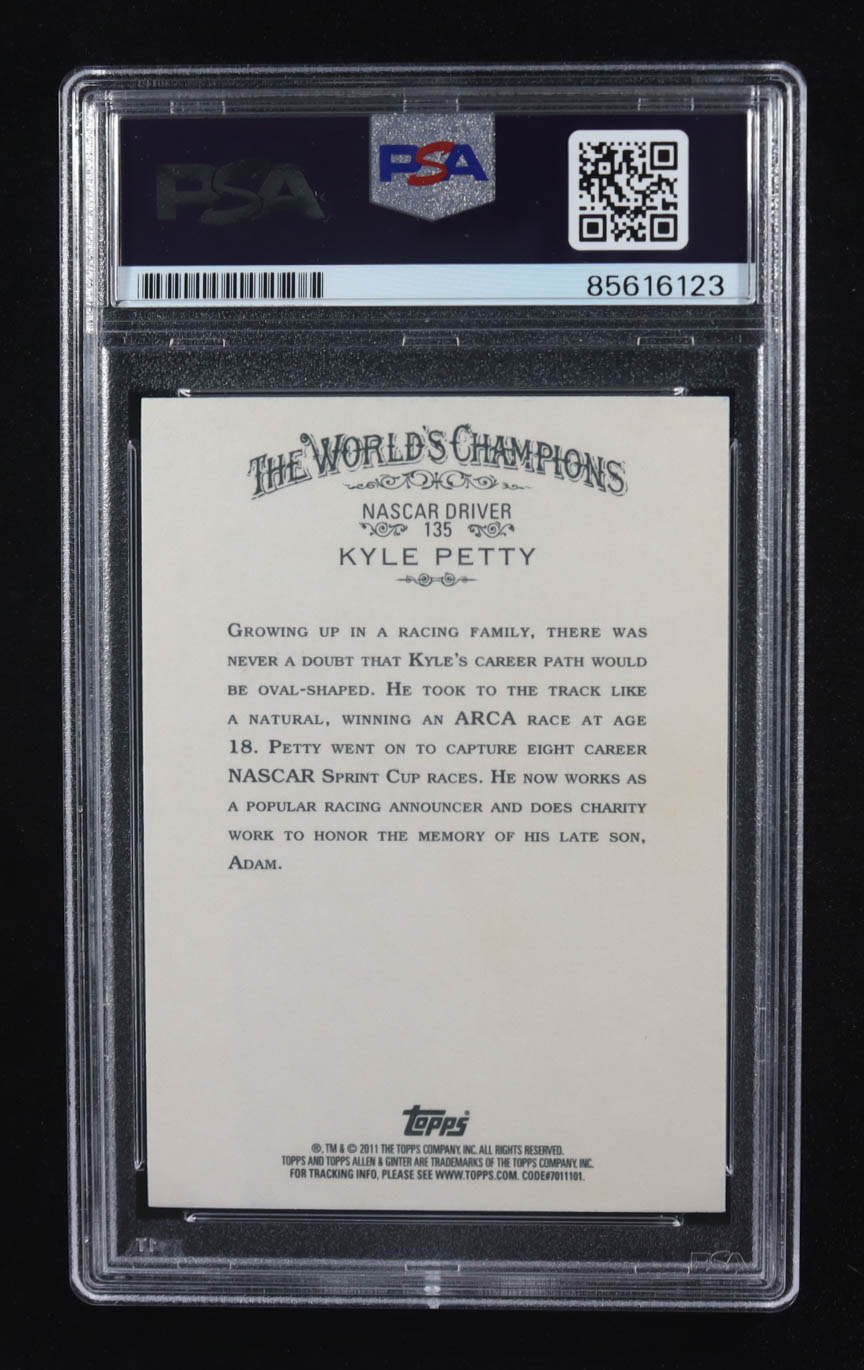 PSA
PSA
85616123
THE WORLD'S CHAMPIONS
NASCAR DRIVER
135
KYLE PETTY
GROWING UP IN A RACING FAMILY, THERE WAS
NEVER A DOUBT THAT KYLE'S CAREER PATH WOULD
BE OVAL-SHAPED. HE TOOK TO THE TRACK LIKE
A NATURAL, WINNING AN ARCA RACE AT AGE
18. PETTY WENT ON TO CAPTURE EIGHT CAREER
NASCAR SPRINT CUP RACES. HE NOW WORKS AS
A POPULAR RACING ANNOUNCER AND DOES CHARITY
WORK TO HONOR THE MEMORY OF HIS LATE SON,
ADAM.
TOPPS®
®, TM & © 2011 THE TOPPS COMPANY, INC. ALL RIGHTS RESERVED.
TOPPS AND TOPPS ALLEN & GINTER ARE TRADEMARKS OF THE TOPPS COMPANY, INC.
FOR TRACKING INFO, PLEASE SEE WWW.TOPPS.COM. CODE#7011101.
PSA